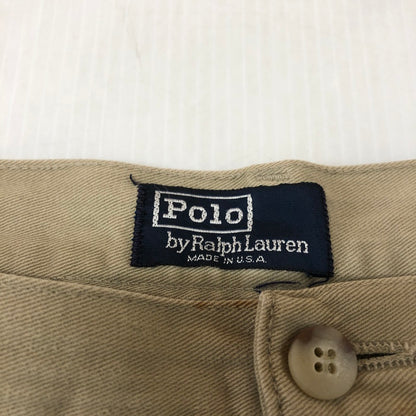 Polo
by Ralph Lauren
MADE IN U.S.A.